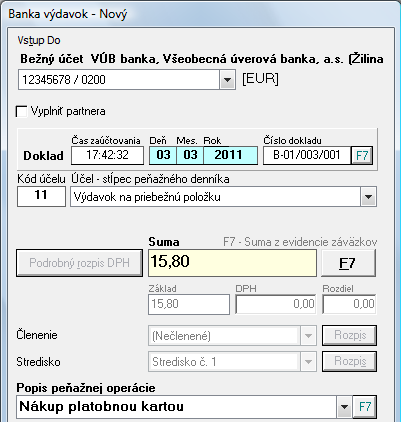 Banka výdavok - Nový
Vstup Do
Bežný účet VÚB banka, Všeobecná úverová banka, a.s. (Žilina
12345678 / 0200 [EUR]
Vyplniť partnera
Čas zaúčtovania Deň Mes. Rok Číslo dokladu
Doklad 17:42:32 03 03 2011 B-01/003/001 F7
Kód účelu Účel - stĺpec peňažného denníka
11 Výdavok na priebežnú položku
Suma F7 - Suma z evidencie záväzkov
Podrobný rozpis DPH 15,80 F7
Základ DPH Rozdiel
15,80 0,00 0,00
Členenie (Nečlenené) Rozpis
Stredisko Stredisko č. 1 Rozpis
Popis peňažnej operácie
Nákup platobnou kartou F7